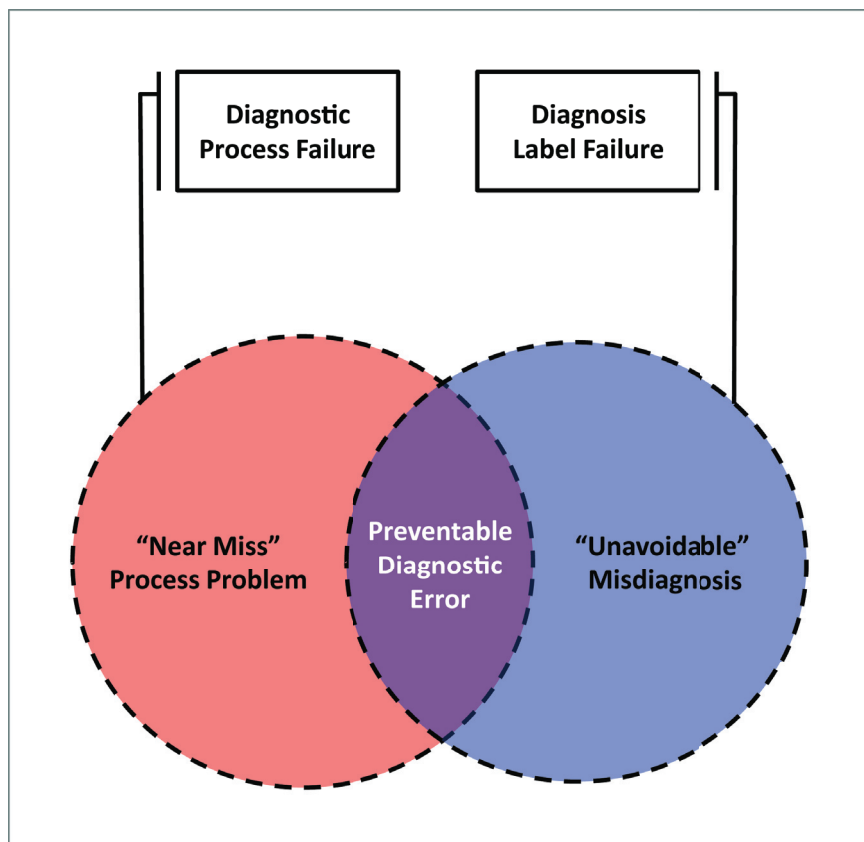 Diagnostic
Process Failure
Diagnosis
Label Failure
“Near Miss”
Process Problem
Preventable
Diagnostic
Error
“Unavoidable”
Misdiagnosis